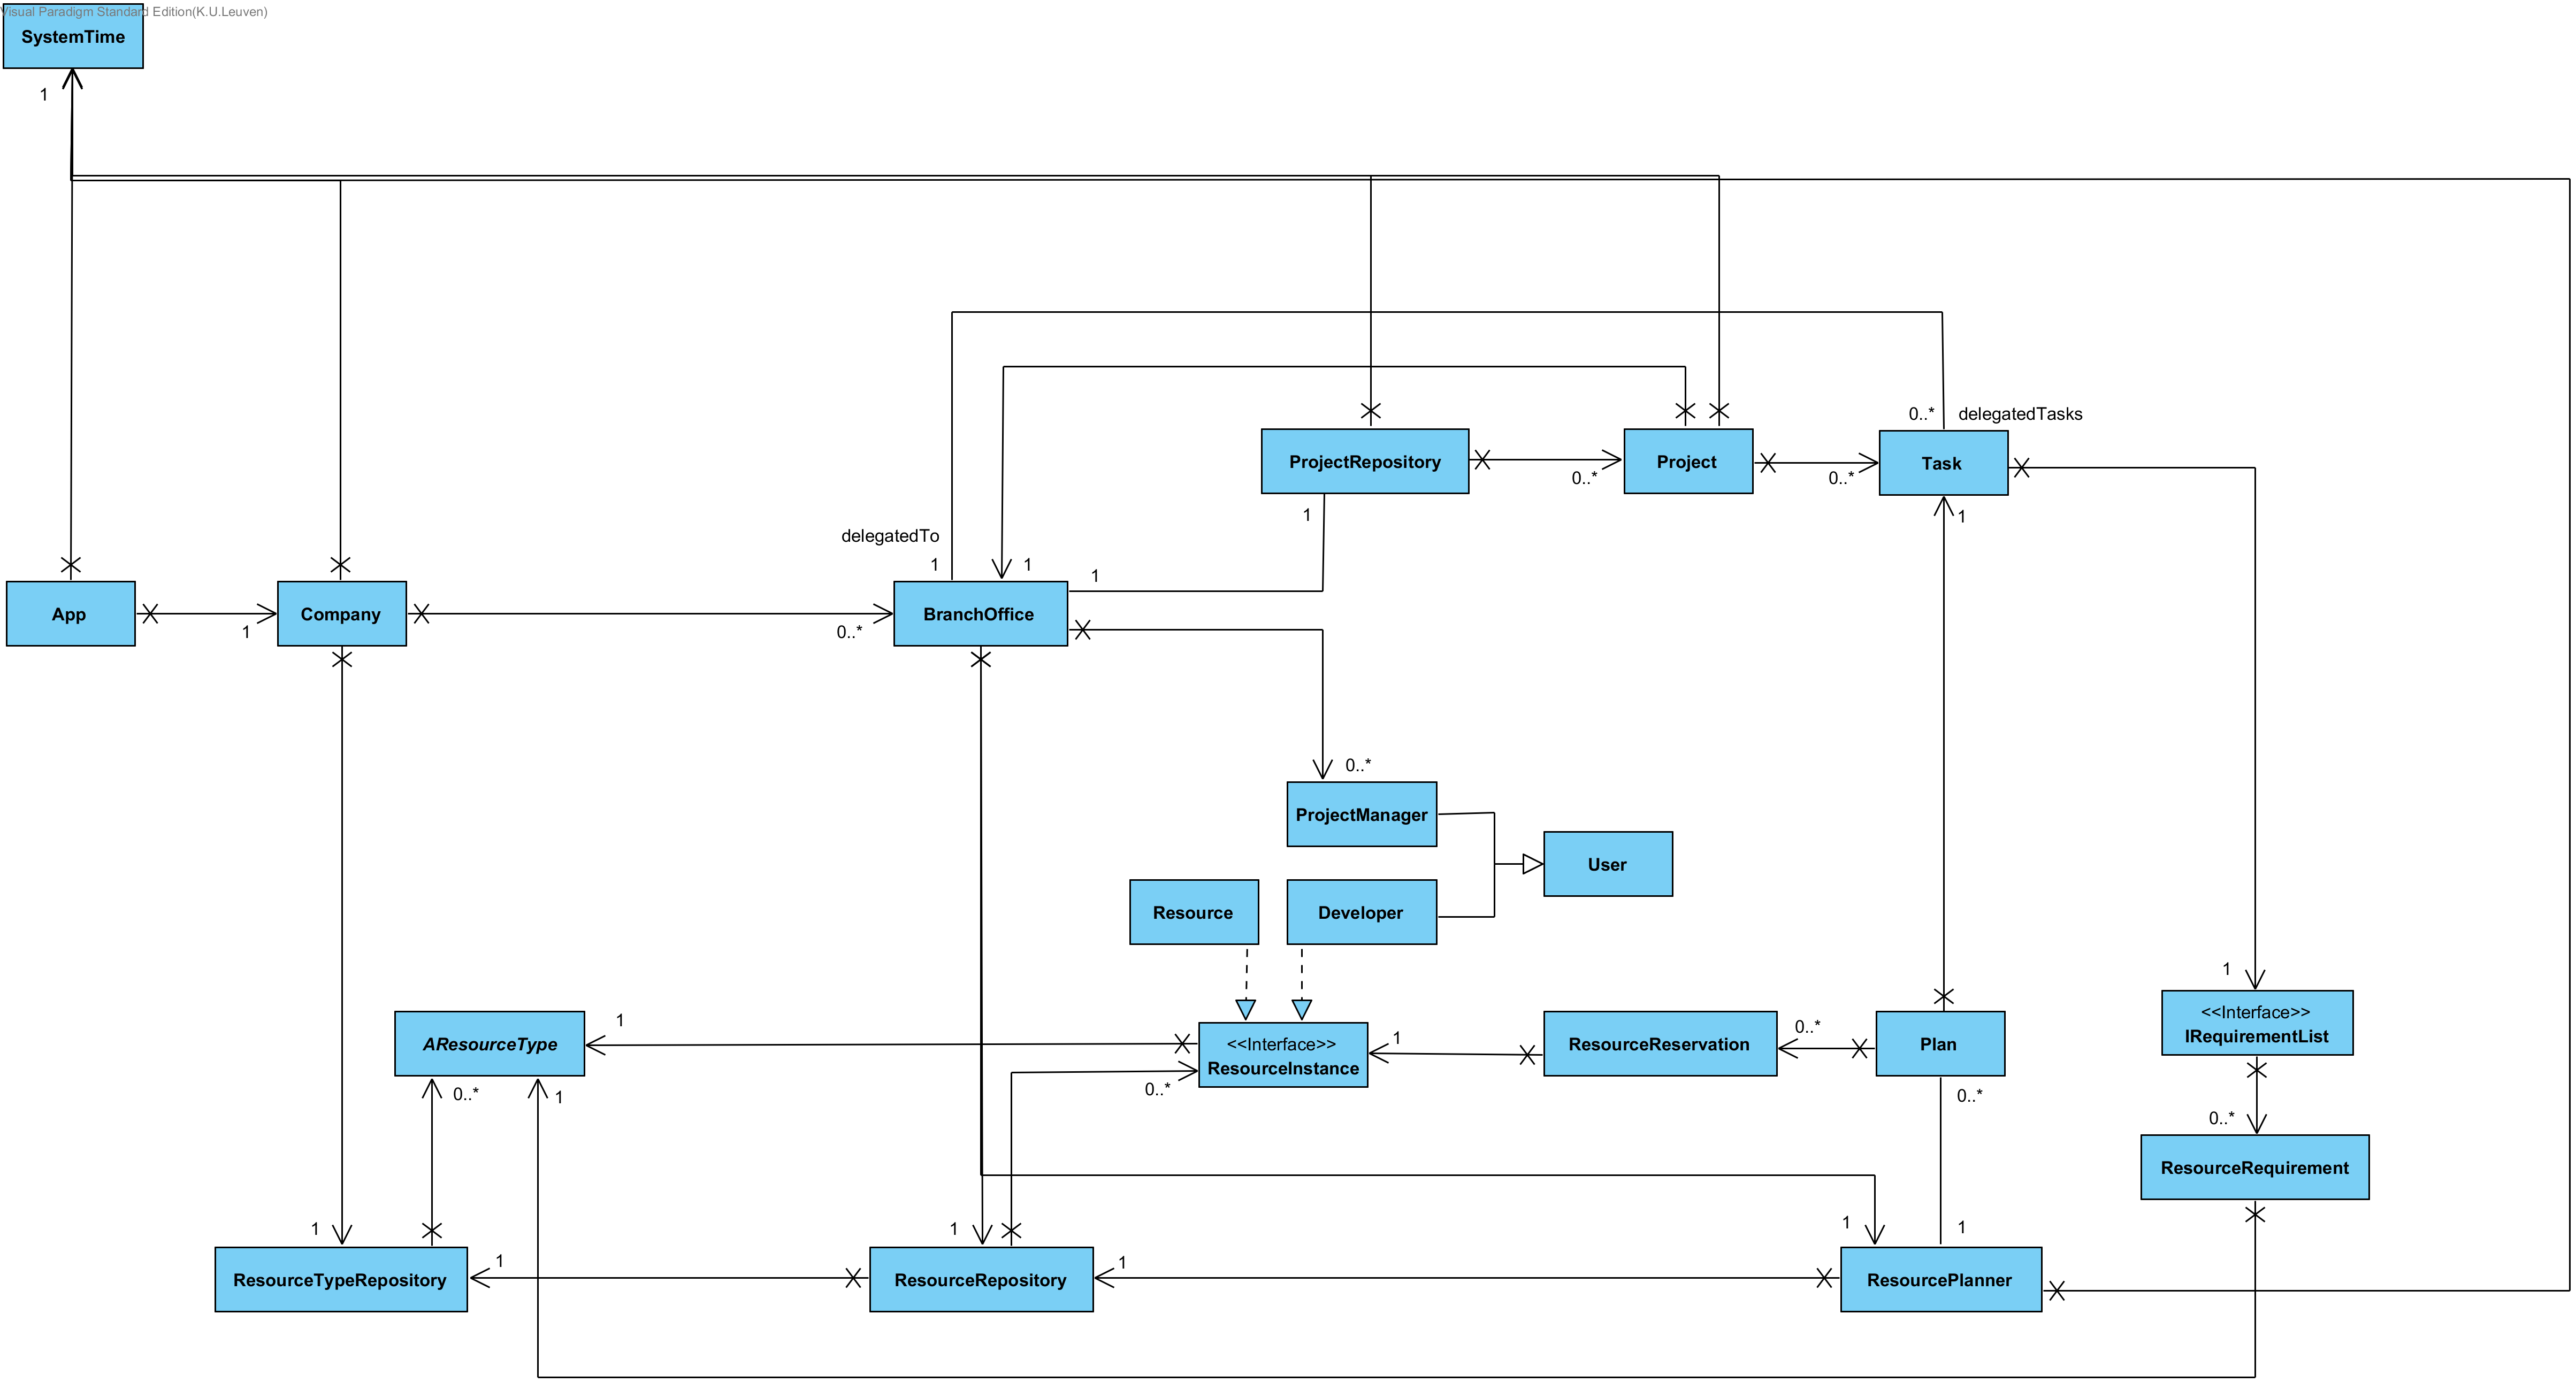 Visual Paradigm Standard Edition(K.U.Leuven)
SystemTime
1
0..*
delegatedTasks
ProjectRepository
Project
Task
0..*
0..*
1
1
delegatedTo
1
1
1
App
Company
BranchOffice
1
0..*
0..*
ProjectManager
User
Resource
Developer
1
1
<<Interface>>
IRequirementList
AResourceType
<<Interface>>
ResourceInstance
1
ResourceReservation
0..*
Plan
0..*
1
0..*
0..*
0..*
ResourceRequirement
1
1
1
1
ResourceTypeRepository
1
ResourceRepository
1
ResourcePlanner